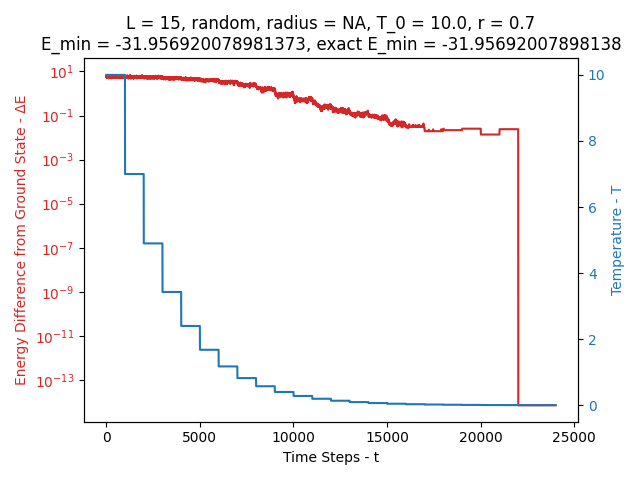 L = 15, random, radius = NA, T_0 = 10.0, r = 0.7
E_min = -31.956920078981373, exact E_min = -31.95692007898138
Energy Difference from Ground State - ΔE
10^1
10^-1
10^-3
10^-5
10^-7
10^-9
10^-11
10^-13
10
8
6
4
2
0
Temperature - T
0 5000 10000 15000 20000 25000
Time Steps - t